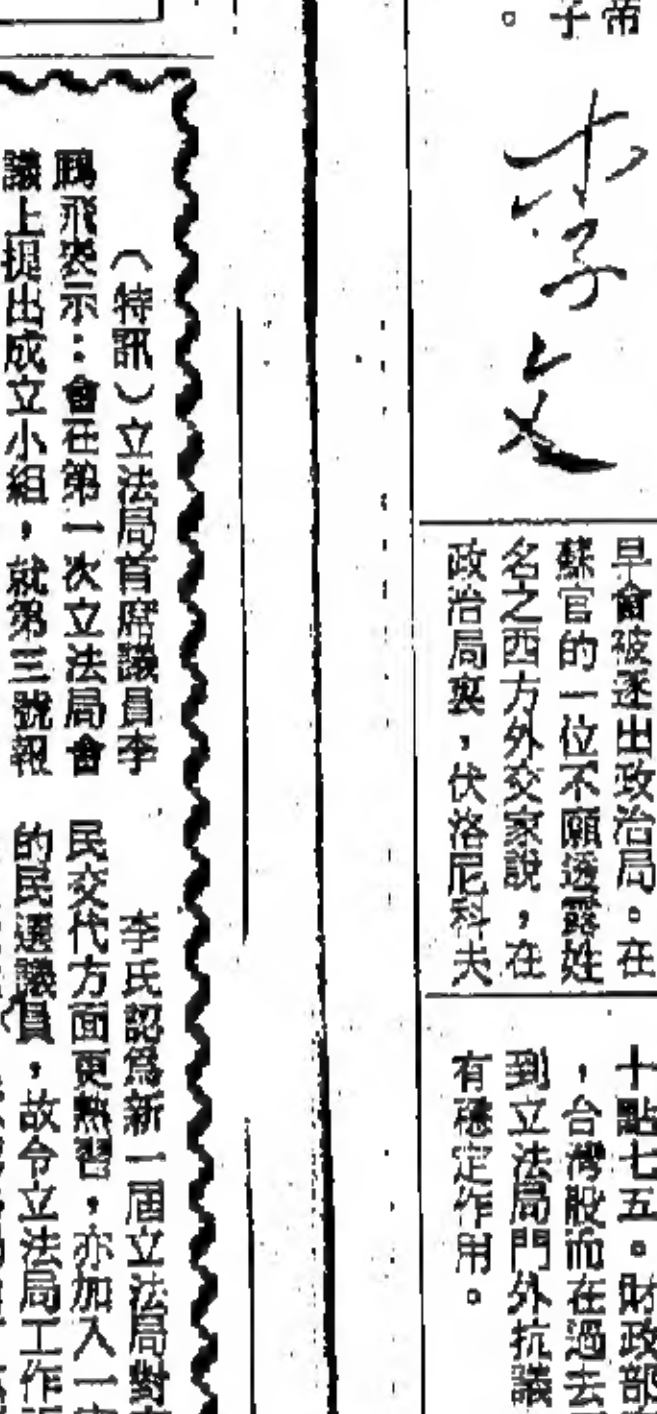 帝
子。
李文
早會被逐出政治局。在
蘇官的一位不願透露姓
名之西方外交家說,在
政治局裏,伏洛尼科夫
十點七五。財政部
,台灣股而在過去
到立法局門外抗議
有穩定作用。
(特訊)立法局首席議員李
鵬飛表示:會在第一次立法局會
議上提出成立小組,就第三號報
李氏認爲新一屆立法局對
民交代方面更熟習,亦加入一
的民選議員,故令立法局工作